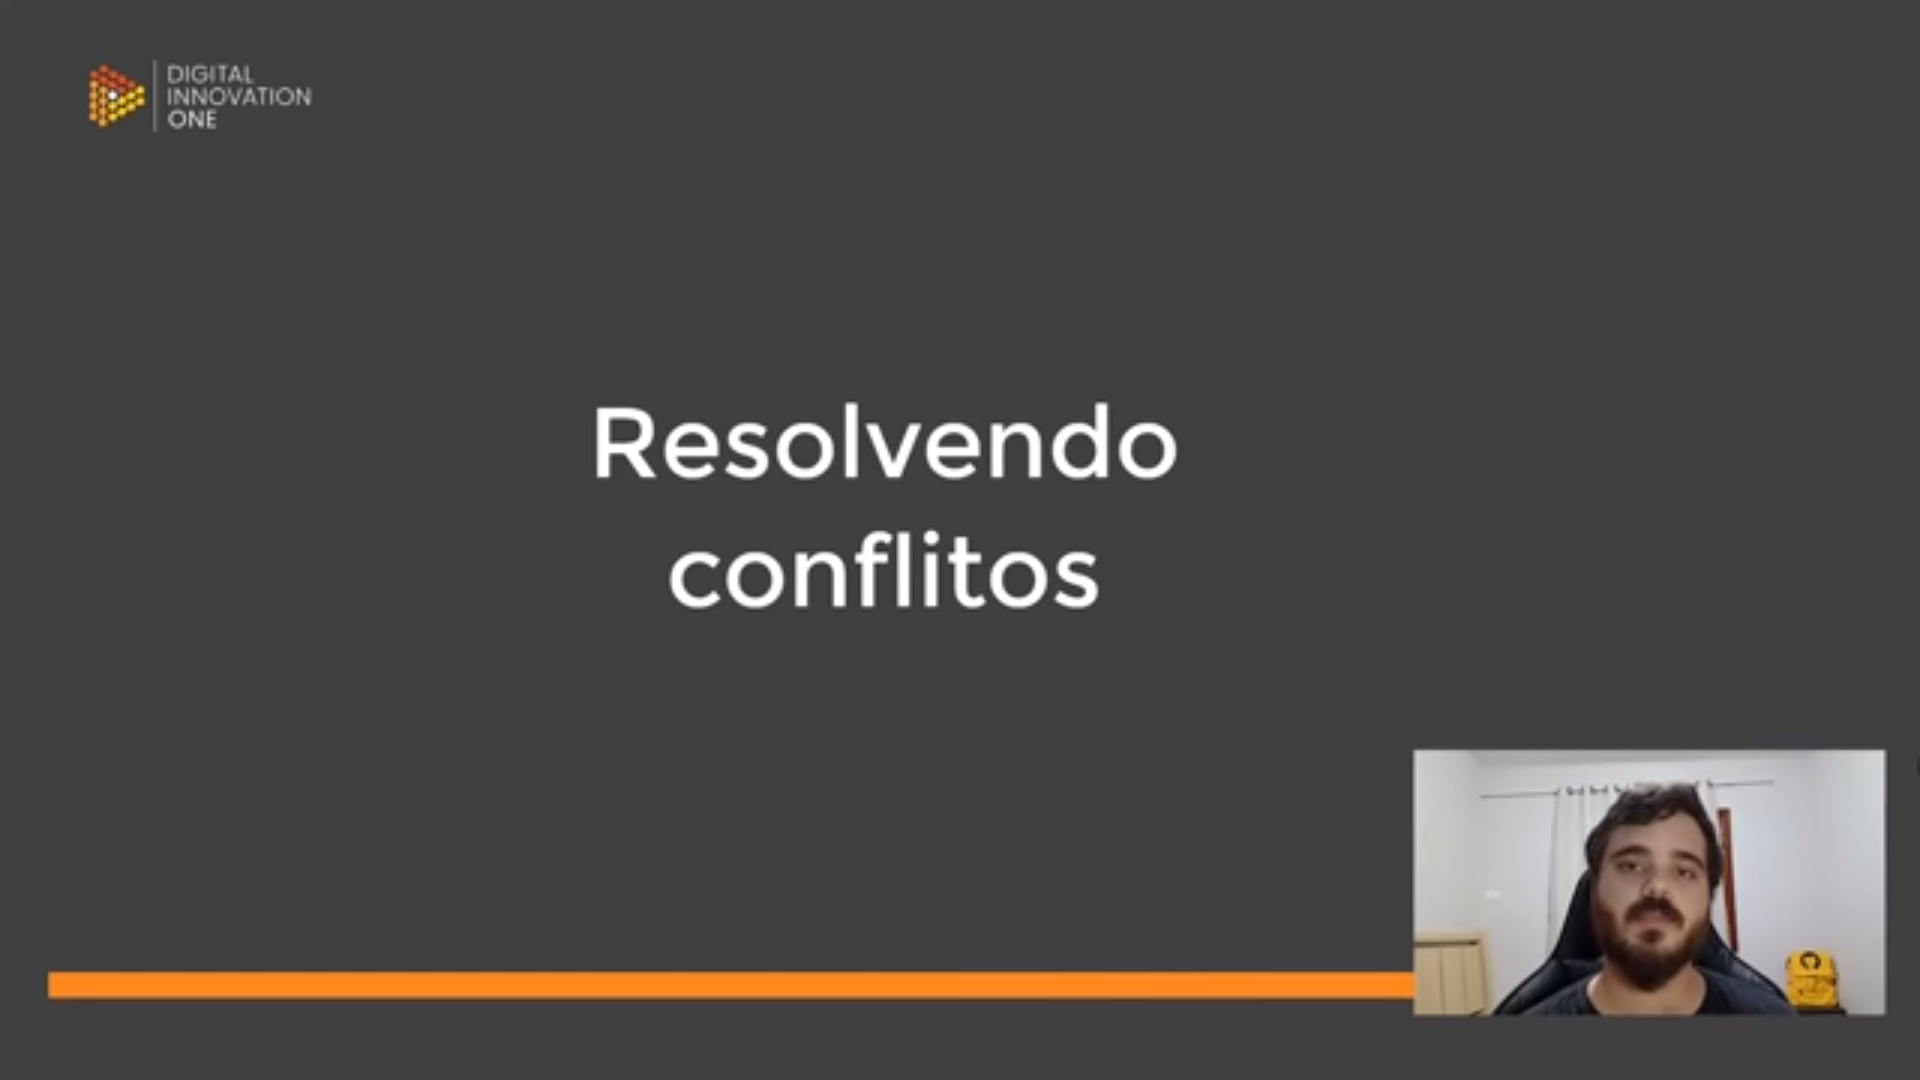 DIGITAL
INNOVATION
ONE
Resolvendo
conflitos